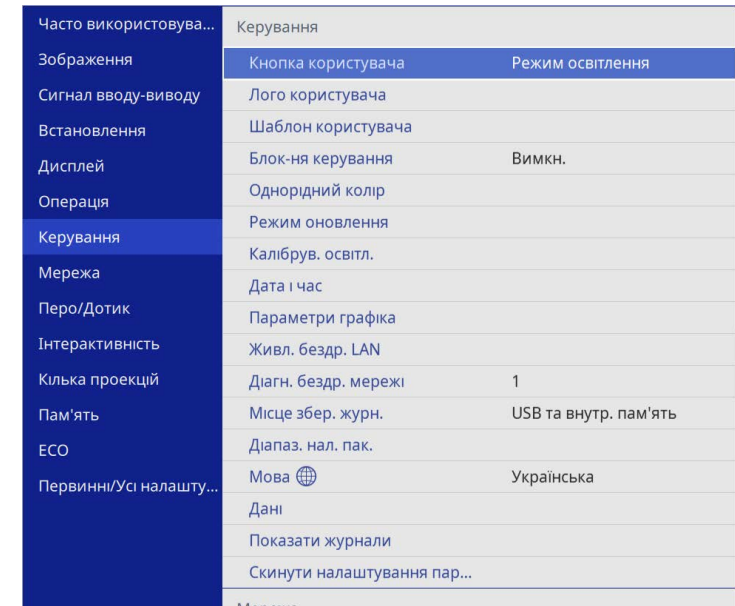 Часто використовува...
Зображення
Сигнал вводу-виводу
Встановлення
Дисплей
Операція
Керування
Мережа
Перо/Дотик
Інтерактивність
Кілька проекцій
Пам'ять
ECO
Первинні/Усі налашту...
Керування
Кнопка користувача Режим освітлення
Лого користувача
Шаблон користувача
Блок-ня керування Вимкн.
Однорідний колір
Режим оновлення
Калібрув. освітл.
Дата і час
Параметри графіка
Живл. бездр. LAN
Діагн. бездр. мережі 1
Місце збер. журн. USB та внутр. пам'ять
Діапаз. нал. пак.
Мова Українська
Дані
Показати журнали
Скинути налаштування пар...